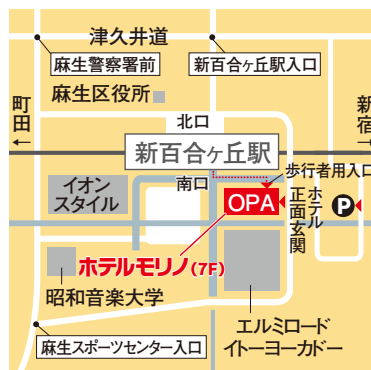 津久井道
麻生警察署前
新百合ヶ丘駅入口
麻生区役所
町田
←
新宿
→
北口
新百合ヶ丘駅
歩行者用入口
南口
イオン
スタイル
OPA
ホテル
正面玄関
P
ホテルモリノ(7F)
昭和音楽大学
エルミロード
イトーヨーカドー
麻生スポーツセンター入口